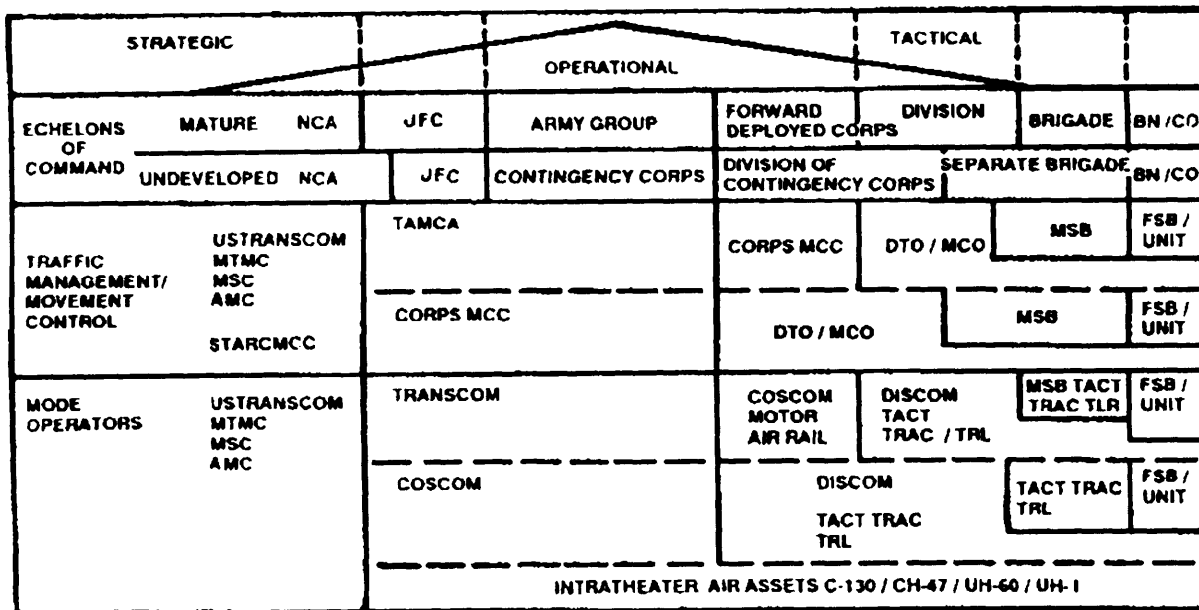 STRATEGIC
TACTICAL
OPERATIONAL
ECHELONS
OF
COMMAND
MATURE NCA
JFC
ARMY GROUP
FORWARD
DEPLOYED CORPS
DIVISION
BRIGADE
BN/CO
UNDEVELOPED NCA
JFC
CONTINGENCY CORPS
DIVISION OF
CONTINGENCY CORPS
SEPARATE BRIGADE
BN/CO
TRAFFIC
MANAGEMENT/
MOVEMENT
CONTROL
USTRANSCOM
MTMC
MSC
AMC
STARCMCC
TAMCA
CORPS MCC
DTO / MCO
MSB
FSB /
UNIT
CORPS MCC
DTO / MCO
MSB
FSB /
UNIT
MODE
OPERATORS
USTRANSCOM
MTMC
MSC
AMC
TRANSCOM
COSCOM
MOTOR
AIR RAIL
DISCOM
TACT
TRAC / TRL
MSB TACT
TRAC TLR
FSB /
UNIT
COSCOM
DISCOM
TACT TRAC
TRL
TACT TRAC
TRL
FSB /
UNIT
INTRATHEATER AIR ASSETS C-130 / CH-47 / UH-60 / UH-1